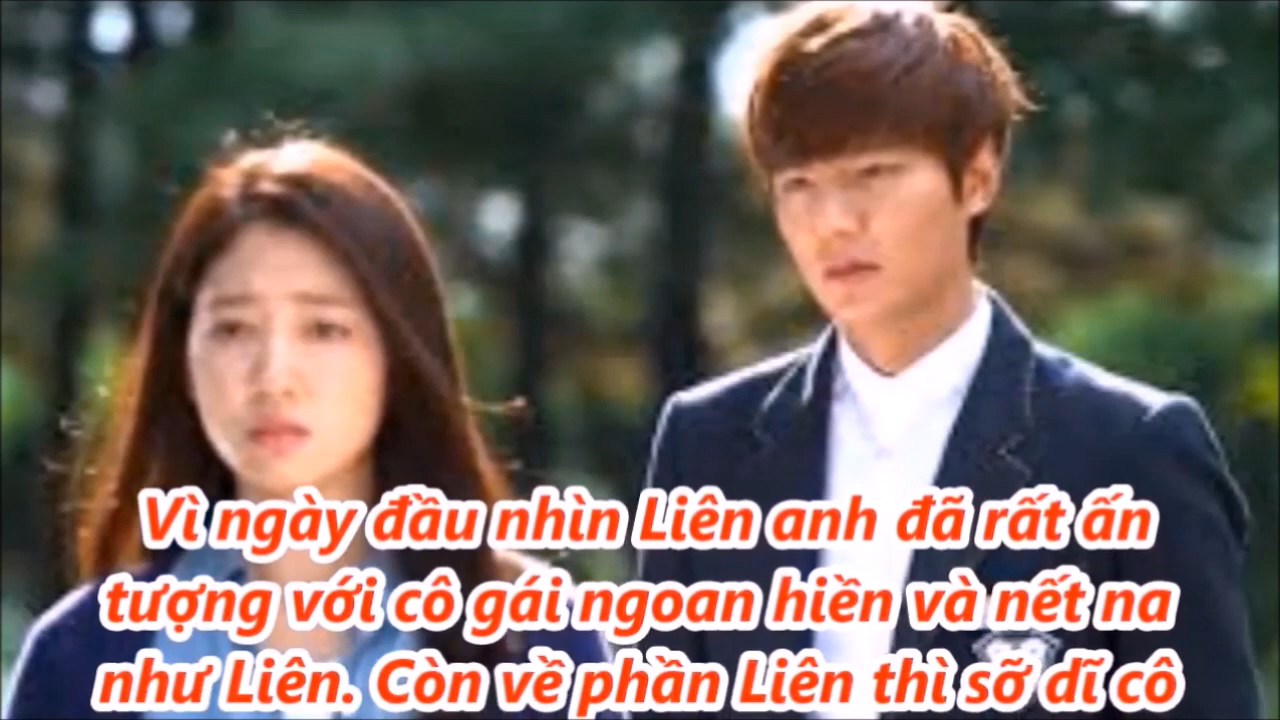 Vì ngày đầu nhìn Liên anh đã rất ấn
tượng với cô gái ngoan hiền và nết na
như Liên. Còn về phần Liên thì sỡ dĩ cô